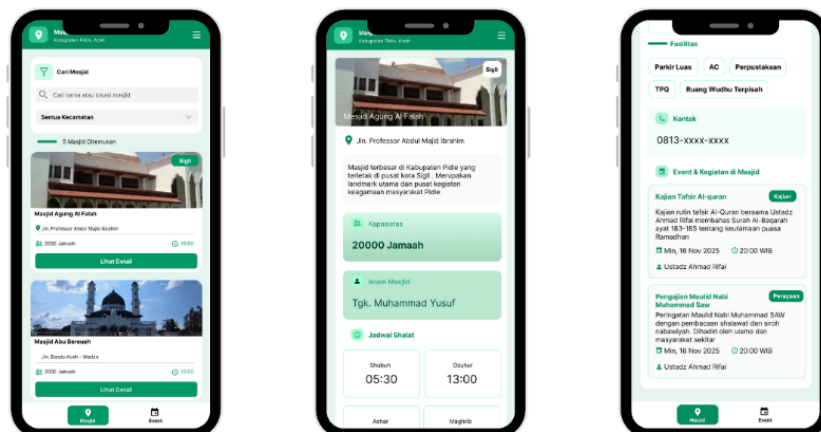 Kabupaten Pidie, Aceh
Cari Masjid
Cari nama atau lokasi masjid
Semua Kecamatan
5 Masjid Ditemukan
Sigli
Masjid Agung Al Falah
Jln. Professor Abdul Majid Ibrahim
2000 Jamaah
Lihat Detail
Masjid Abu Bereueh
Jln. Banda Aceh - Medan
2000 Jamaah
Lihat Detail
Masjid
Event
Kabupaten Pidie, Aceh
Sigli
Mesjid Agung Al Falah
Jln. Professor Abdul Majid Ibrahim
Masjid terbesar di Kabupaten Pidie yang
terletak di pusat kota Sigli . Merupakan
landmark utama dan pusat kegiatan
keagamaan masyarakat Pidie
Kapasistas
20000 Jamaah
Imam Masjid
Tgk. Muhammad Yusuf
Jadwal Shalat
Shubuh
05:30
Dzuhur
13:00
Ashar
Maghrib
Fasilitas
Parkir Luas
AC
Perpustakaan
TPQ
Ruang Wudhu Terpisah
Kontak
0813-xxxx-xxxx
Event & Kegiatan di Masjid
Kajian Tafsir Al-quran
Kajian
Kajian rutin tafsir Al-Quran bersama Ustadz
Ahmad Rifai membahas Surah Al-Baqarah
ayat 183-185 tentang keutamaan puasa
Ramadhan
Min, 16 Nov 2025
20:00 WIB
Ustadz Ahmad Rifai
Pengajian Maulid Nabi
Muhammad Saw
Perayaan
Peringatan Maulid Nabi Muhammad SAW
dengan pembacaan shalawat dan siroh
nabawiyah. Dihadiri oleh ulama dan
masyarakat sekitar
Min, 16 Nov 2025
20:00 WIB
Ustadz Ahmad Rifai
Masjid
Event